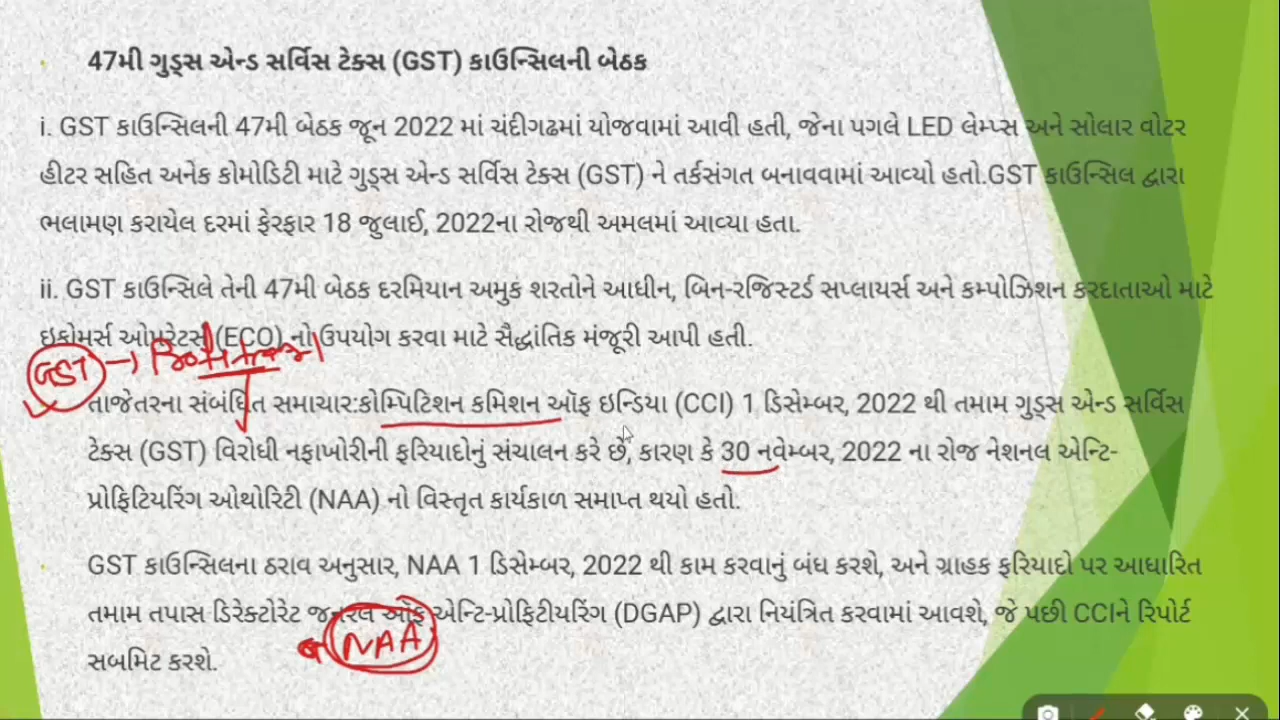 47મી ગુડ્સ એન્ડ સર્વિસ ટેક્સ (GST) કાઉન્સિલની બેઠક
i. GST કાઉન્સિલની 47મી બેઠક જૂન 2022 માં ચંદીગઢમાં યોજવામાં આવી હતી, જેના પગલે LED લેમ્પ્સ અને સોલાર વોટર
હીટર સહિત અનેક કોમોડિટી માટે ગુડ્સ એન્ડ સર્વિસ ટેક્સ (GST) ને તર્કસંગત બનાવવામાં આવ્યો હતો.GST કાઉન્સિલ દ્વારા
ભલામણ કરાયેલ દરમાં ફેરફાર 18 જુલાઈ, 2022ના રોજથી અમલમાં આવ્યા હતા.
ii. GST કાઉન્સિલે તેની 47મી બેઠક દરમિયાન અમુક શરતોને આધીન, બિન-રજિસ્ટર્ડ સપ્લાયર્સ અને કમ્પોઝિશન કરદાતાઓ માટે
ઇકોમર્સ ઓપરેટર્સ (ECO) નો ઉપયોગ કરવા માટે સૈદ્ધાંતિક મંજૂરી આપી હતી.
GST
તાજેતરના સંબંધિત સમાચાર:કોમ્પિટિશન કમિશન ઑફ ઇન્ડિયા (CCI) 1 ડિસેમ્બર, 2022 થી તમામ ગુડ્સ એન્ડ સર્વિસ
ટેક્સ (GST) વિરોધી નફાખોરીની ફરિયાદોનું સંચાલન કરે છે, કારણ કે 30 નવેમ્બર, 2022 ના રોજ નેશનલ એન્ટિ-
પ્રોફિટિયરિંગ ઓથોરિટી (NAA) નો વિસ્તૃત કાર્યકાળ સમાપ્ત થયો હતો.
GST કાઉન્સિલના ઠરાવ અનુસાર, NAA 1 ડિસેમ્બર, 2022 થી કામ કરવાનું બંધ કરશે, અને ગ્રાહક ફરિયાદો પર આધારિત
તમામ તપાસ ડિરેક્ટોરેટ જનરલ ઑફ એન્ટિ-પ્રોફિટીયરિંગ (DGAP) દ્વારા નિયંત્રિત કરવામાં આવશે, જે પછી CCIને રિપોર્ટ
સબમિટ કરશે.
NAA